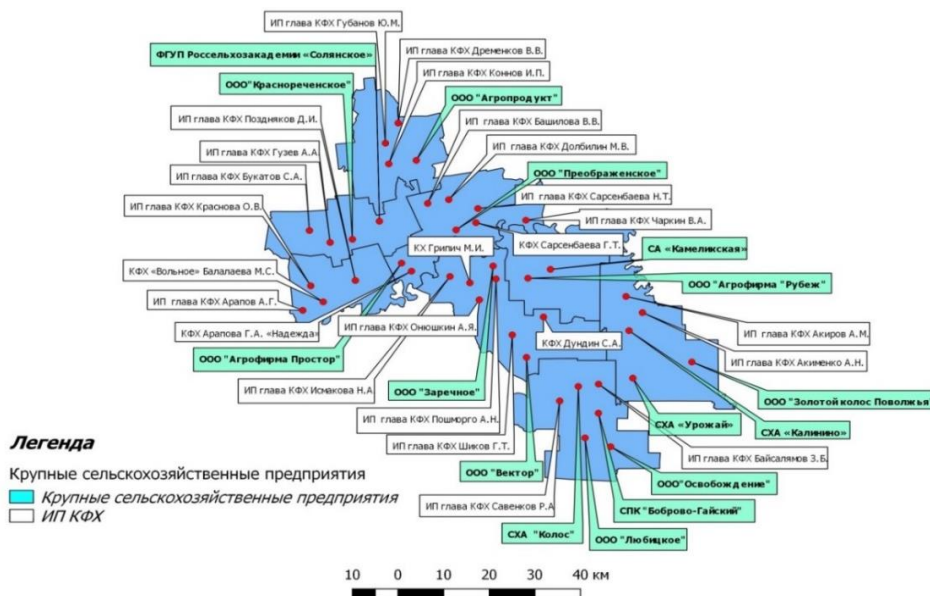 ИП глава КФХ Губанов Ю.М.
ФГУП Россельхозакадемии «Солянское»
ИП глава КФХ Дременков В.В.
ООО"Краснореченское"
ИП глава КФХ Коннов И.П.
ООО "Агропродукт"
ИП глава КФХ Поздняков Д.И.
ИП глава КФХ Башилова В.В.
ИП глава КФХ Гузев А.А.
ИП глава КФХ Долбилин М.В.
ИП глава КФХ Букатов С.А.
ООО "Преображенское"
ИП глава КФХ Сарсенбаева Н.Т.
ИП глава КФХ Краснова О.В.
ИП глава КФХ Чаркин В.А.
КХ Грипич М.И.
КФХ Сарсенбаева Г.Т.
СА «Камеликская»
КФХ «Вольное» Балалаева М.С.
ООО "Агрофирма "Рубеж"
ИП глава КФХ Арапов А.Г.
КФХ Арапова Г.А. «Надежда»
ИП глава КФХ Онюшкин А.Я.
ИП глава КФХ Акиров А.М.
КФХ Дундин С.А.
ООО "Агрофирма Простор"
ИП глава КФХ Акименко А.Н.
ИП глава КФХ Исмакова Н.А.
ООО "Заречное"
ООО "Золотой колос Поволжья"
ИП глава КФХ Пошморго А.Н.
СХА «Урожай»
СХА «Калинино»
ИП глава КФХ Шиков Г.Т.
ИП глава КФХ Байсалямов З.Б.
ООО "Вектор"
ООО"Освобождение"
ИП глава КФХ Савенков Р.А
СПК "Боброво-Гайский"
СХА "Колос"
ООО "Любицкое"
Легенда
Крупные сельскохозяйственные предприятия
Крупные сельскохозяйственные предприятия
ИП КФХ
10 0 10 20 30 40 км